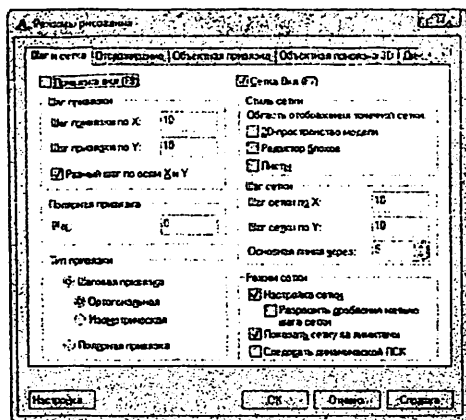 Режимы рисования
Шаг и сетка
Отслеживание
Объектная привязка
Объектная привязка 3D
Привязка Вкл (F9)
Шаг привязки
Шаг привязки по X:
10
Шаг привязки по Y:
10
Равный шаг по осям X и Y
Полярная привязка
0
Тип привязки
Шаговая привязка
Ортогональная
Изометрическая
Полярная привязка
Сетка Вкл (F7)
Стиль сетки
Область отображения точечной сетки
2D-пространство модели
Редактор блоков
Листы
Шаг сетки
Шаг сетки по X:
10
Шаг сетки по Y:
10
Основная линия через:
5
Режим сетки
Настройка сетки
Разрешить дробление мельче
шага сетки
Показать сетку за лимитами
Следовать динамической ПСК
Настройка
ОК
Отмена
Справка